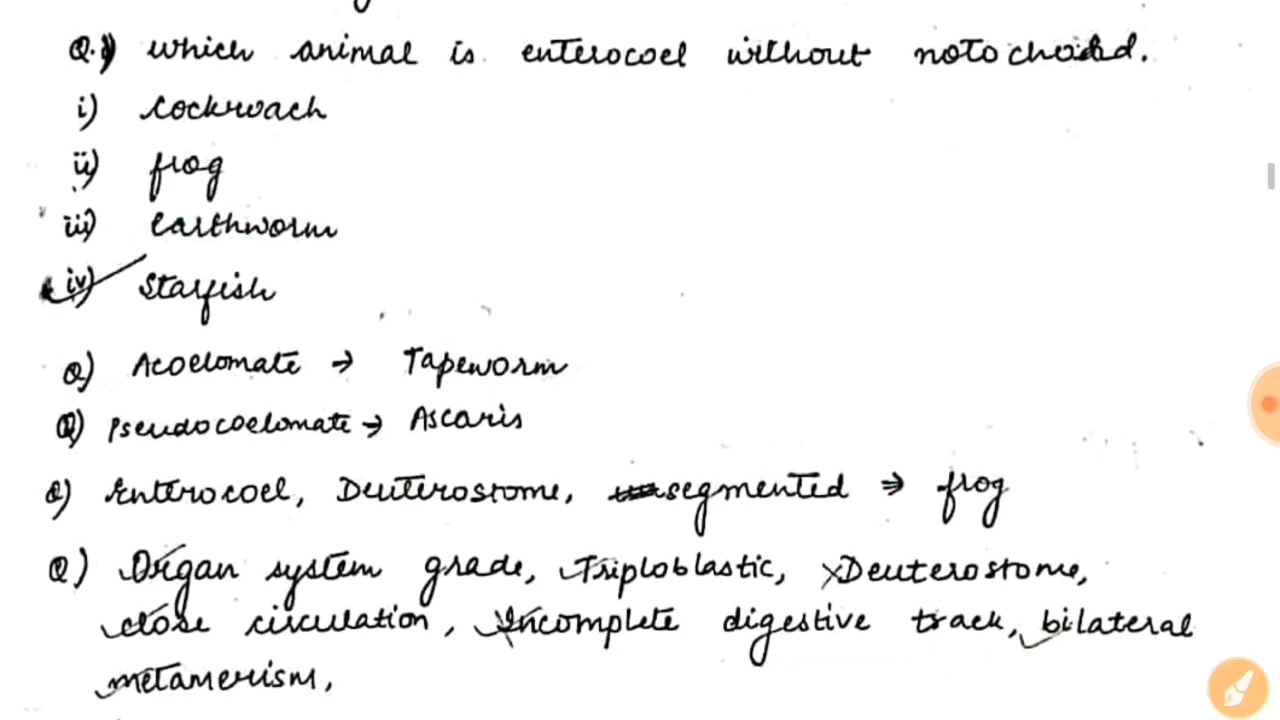 Q.) which animal is enterocoel without notochord.
i) Cockroach
ii) frog
iii) Earthworm
iv) Starfish
Q) Acoelomate → Tapeworm
Q) Pseudocoelomate → Ascaris
Q) Enterocoel, Deuterostome, segmented ⇒ frog
Q) Organ system grade, Triploblastic, Deuterostome,
close circulation, Incomplete digestive track, bilateral
metamerism,